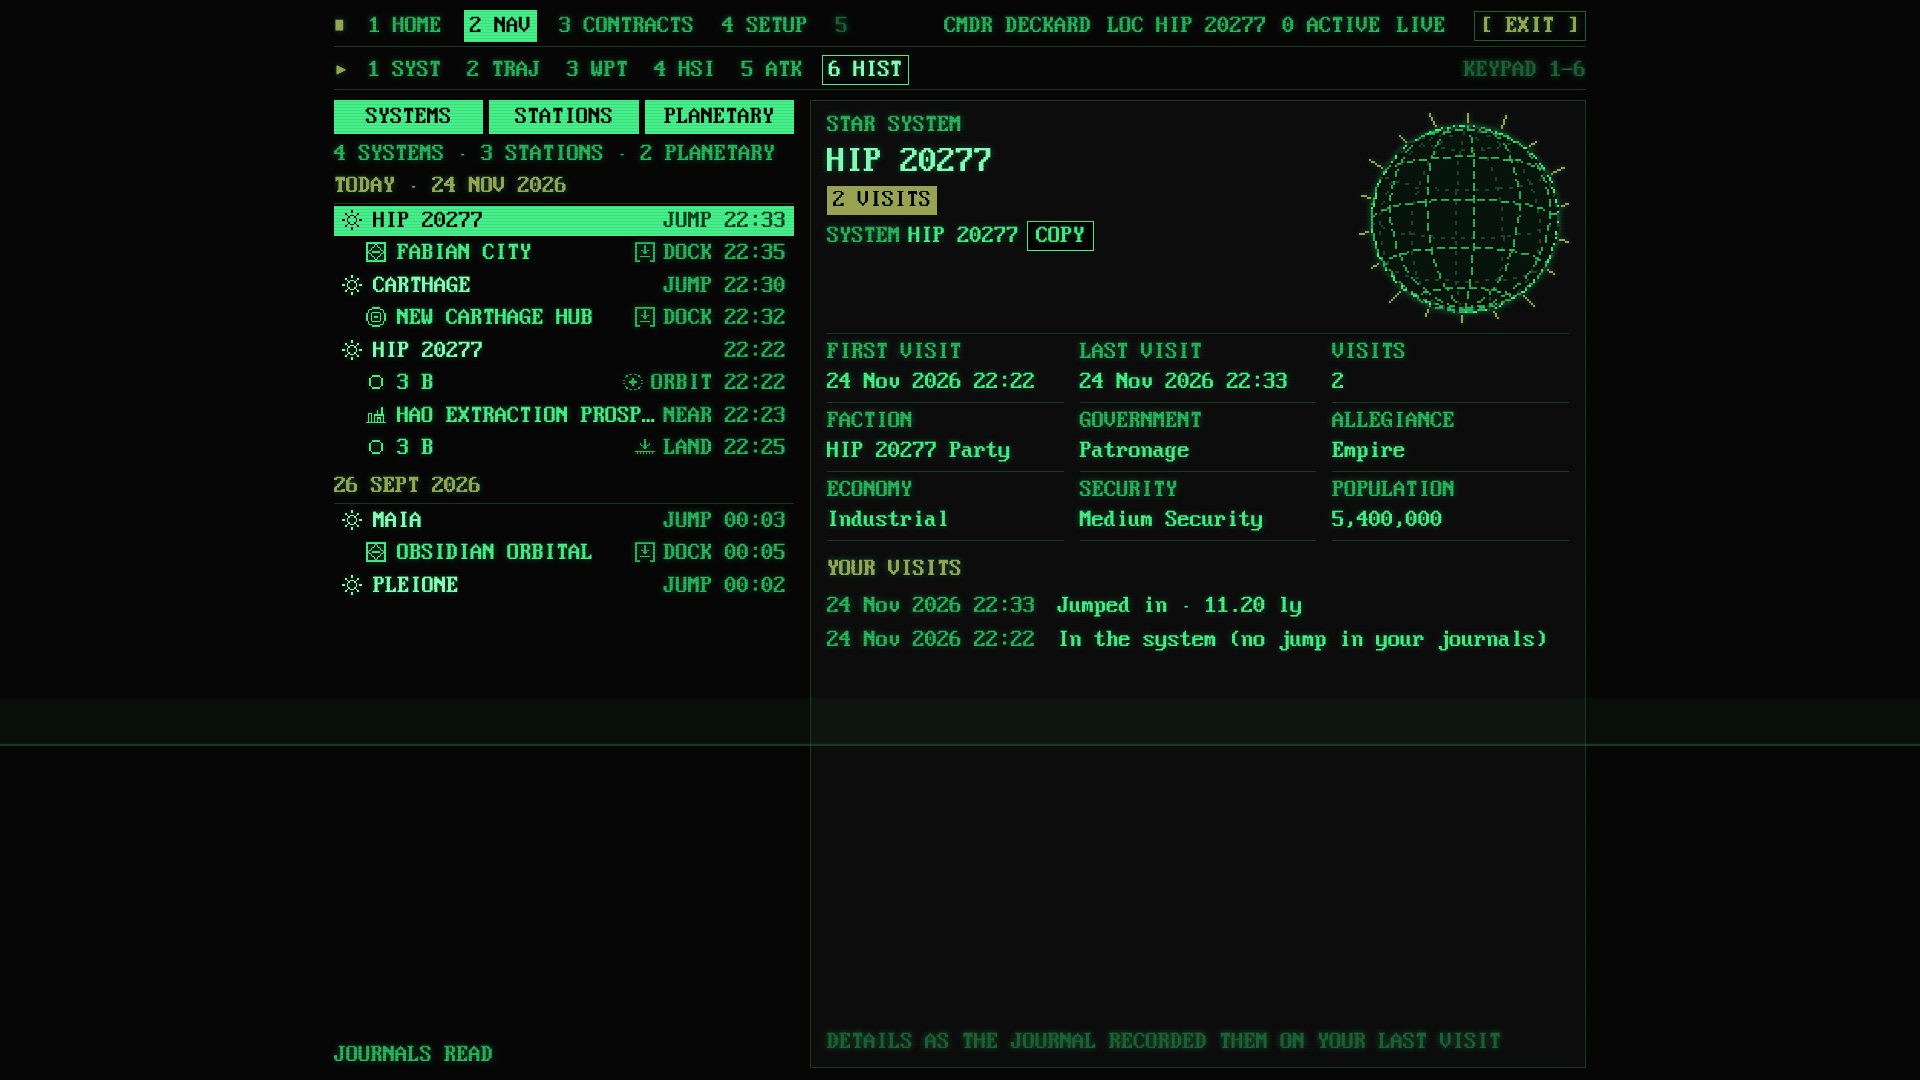 1 HOME 2 NAV 3 CONTRACTS 4 SETUP 5 CMDR DECKARD LOC HIP 20277 0 ACTIVE LIVE [ EXIT ]
1 SYST 2 TRAJ 3 WPT 4 HSI 5 ATK 6 HIST KEYPAD 1-6
SYSTEMS STATIONS PLANETARY
4 SYSTEMS · 3 STATIONS · 2 PLANETARY
TODAY · 24 NOV 2026
HIP 20277 JUMP 22:33
FABIAN CITY DOCK 22:35
CARTHAGE JUMP 22:30
NEW CARTHAGE HUB DOCK 22:32
HIP 20277 22:22
3 B ORBIT 22:22
HAO EXTRACTION PROSP… NEAR 22:23
3 B LAND 22:25
26 SEPT 2026
MAIA JUMP 00:03
OBSIDIAN ORBITAL DOCK 00:05
PLEIONE JUMP 00:02
JOURNALS READ
STAR SYSTEM
HIP 20277
2 VISITS
SYSTEM HIP 20277 COPY
FIRST VISIT LAST VISIT VISITS
24 Nov 2026 22:22 24 Nov 2026 22:33 2
FACTION GOVERNMENT ALLEGIANCE
HIP 20277 Party Patronage Empire
ECONOMY SECURITY POPULATION
Industrial Medium Security 5,400,000
YOUR VISITS
24 Nov 2026 22:33 Jumped in · 11.20 ly
24 Nov 2026 22:22 In the system (no jump in your journals)
DETAILS AS THE JOURNAL RECORDED THEM ON YOUR LAST VISIT